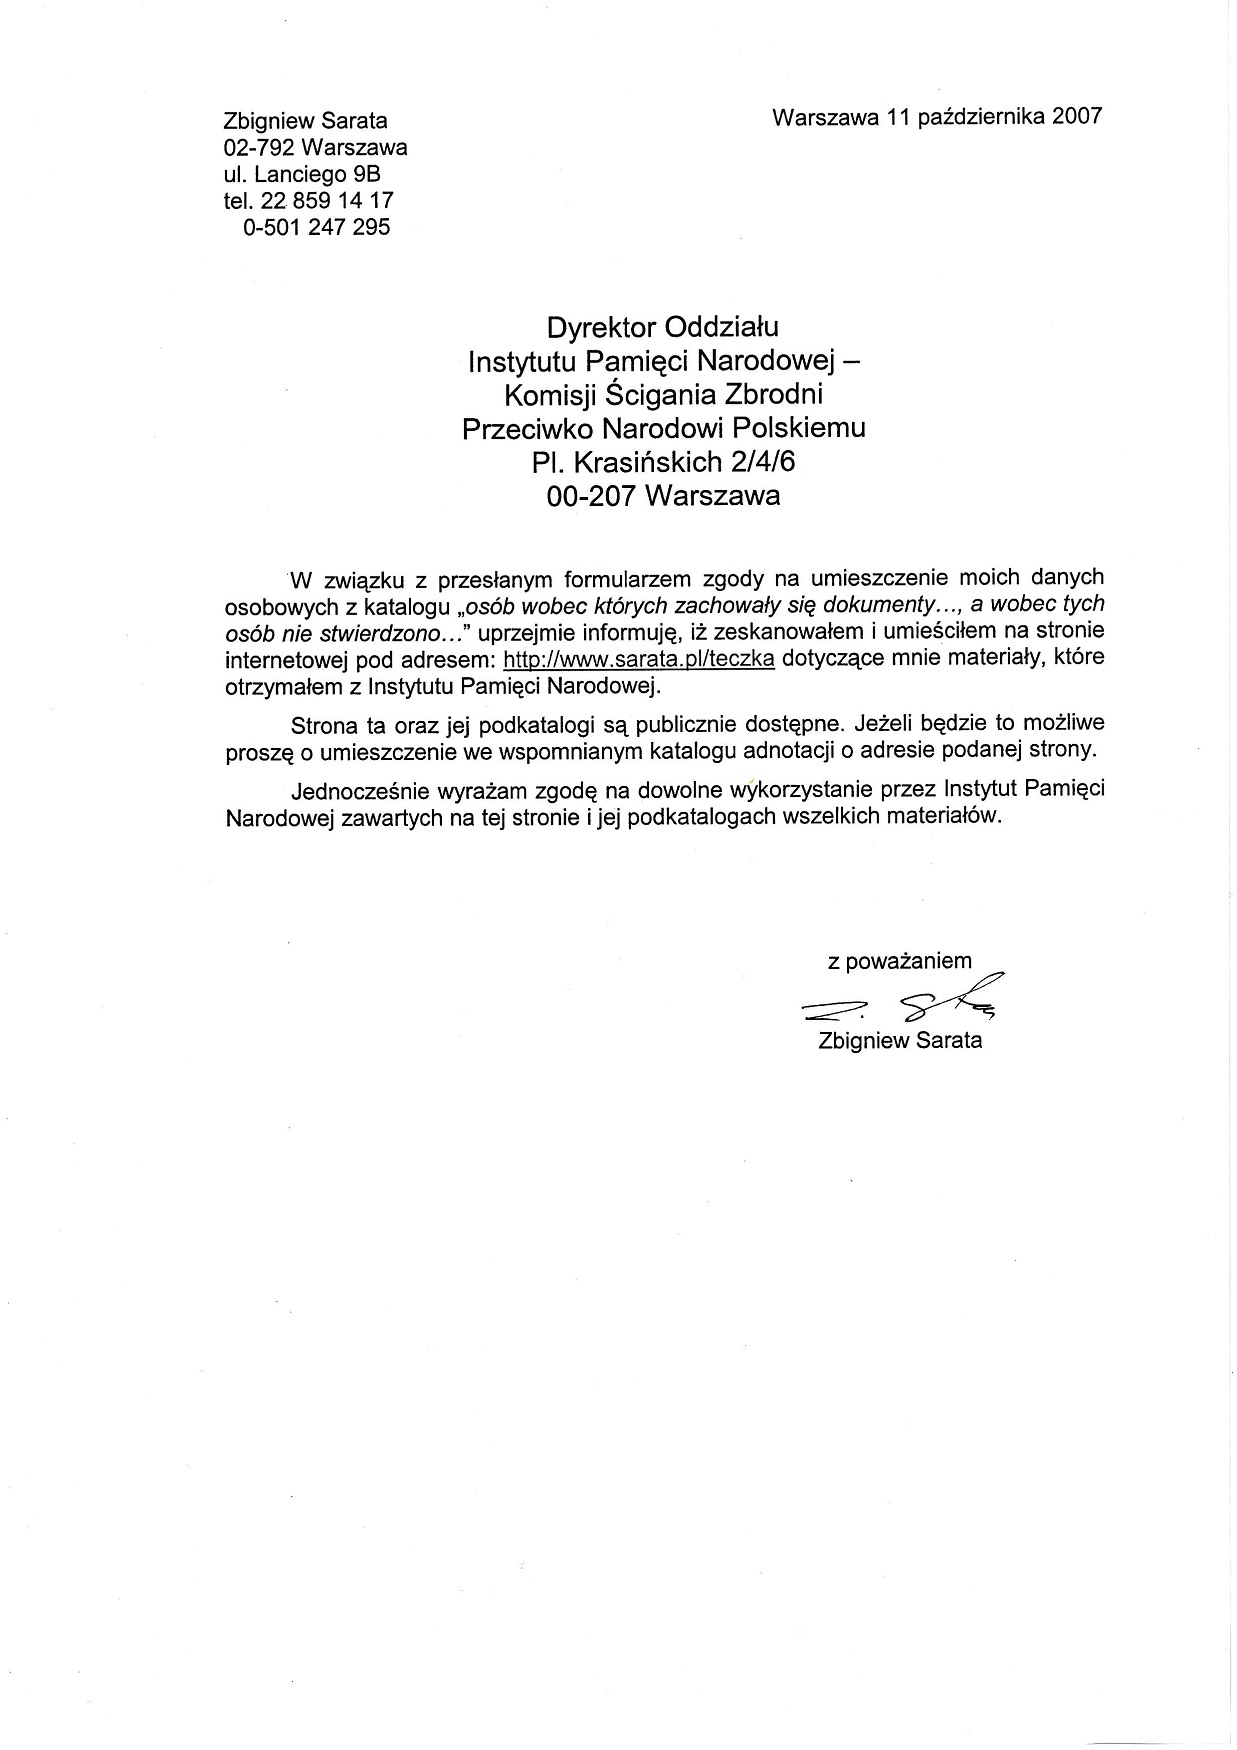 Zbigniew Sarata
Warszawa 11 października 2007
02-792 Warszawa
ul. Lanciego 9B
tel. 22 859 14 17
0-501 247 295
Dyrektor Oddziału
Instytutu Pamięci Narodowej –
Komisji Ścigania Zbrodni
Przeciwko Narodowi Polskiemu
Pl. Krasińskich 2/4/6
00-207 Warszawa
W związku z przesłanym formularzem zgody na umieszczenie moich danych
osobowych z katalogu „osób wobec których zachowały się dokumenty..., a wobec tych
osób nie stwierdzono...” uprzejmie informuję, iż zeskanowałem i umieściłem na stronie
internetowej pod adresem: http://www.sarata.pl/teczka dotyczące mnie materiały, które
otrzymałem z Instytutu Pamięci Narodowej.
Strona ta oraz jej podkatalogi są publicznie dostępne. Jeżeli będzie to możliwe
proszę o umieszczenie we wspomnianym katalogu adnotacji o adresie podanej strony.
Jednocześnie wyrażam zgodę na dowolne wykorzystanie przez Instytut Pamięci
Narodowej zawartych na tej stronie i jej podkatalogach wszelkich materiałów.
z poważaniem
Zbigniew Sarata